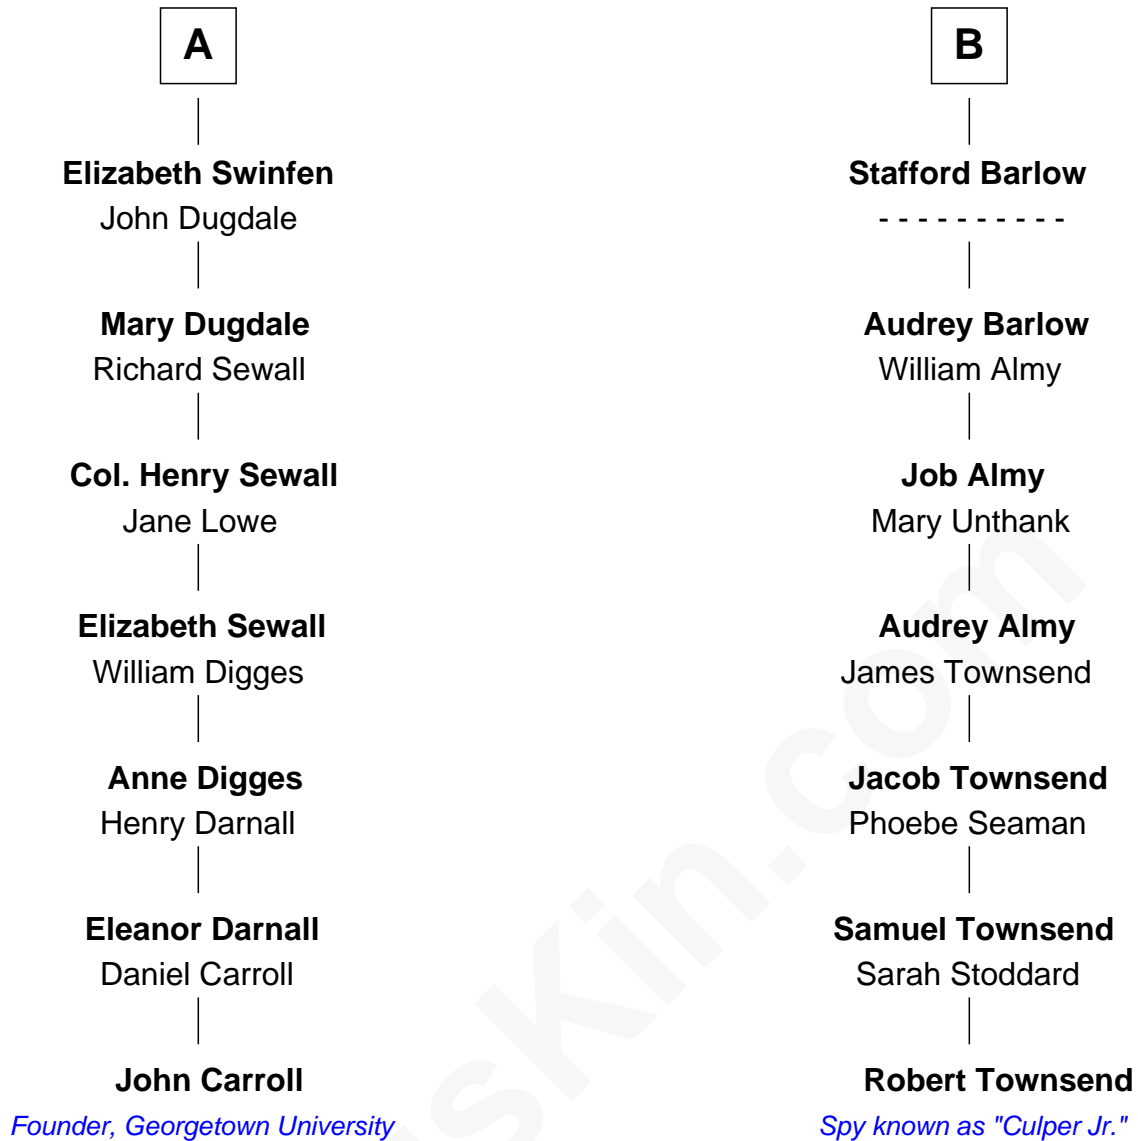 A
B
Elizabeth Swinfen
John Dugdale
Stafford Barlow
- - - - - - - - - -
Mary Dugdale
Richard Sewall
Audrey Barlow
William Almy
Col. Henry Sewall
Jane Lowe
Job Almy
Mary Unthank
Elizabeth Sewall
William Digges
Audrey Almy
James Townsend
Anne Digges
Henry Darnall
Jacob Townsend
Phoebe Seaman
Eleanor Darnall
Daniel Carroll
Samuel Townsend
Sarah Stoddard
John Carroll
Founder, Georgetown University
Robert Townsend
Spy known as "Culper Jr."